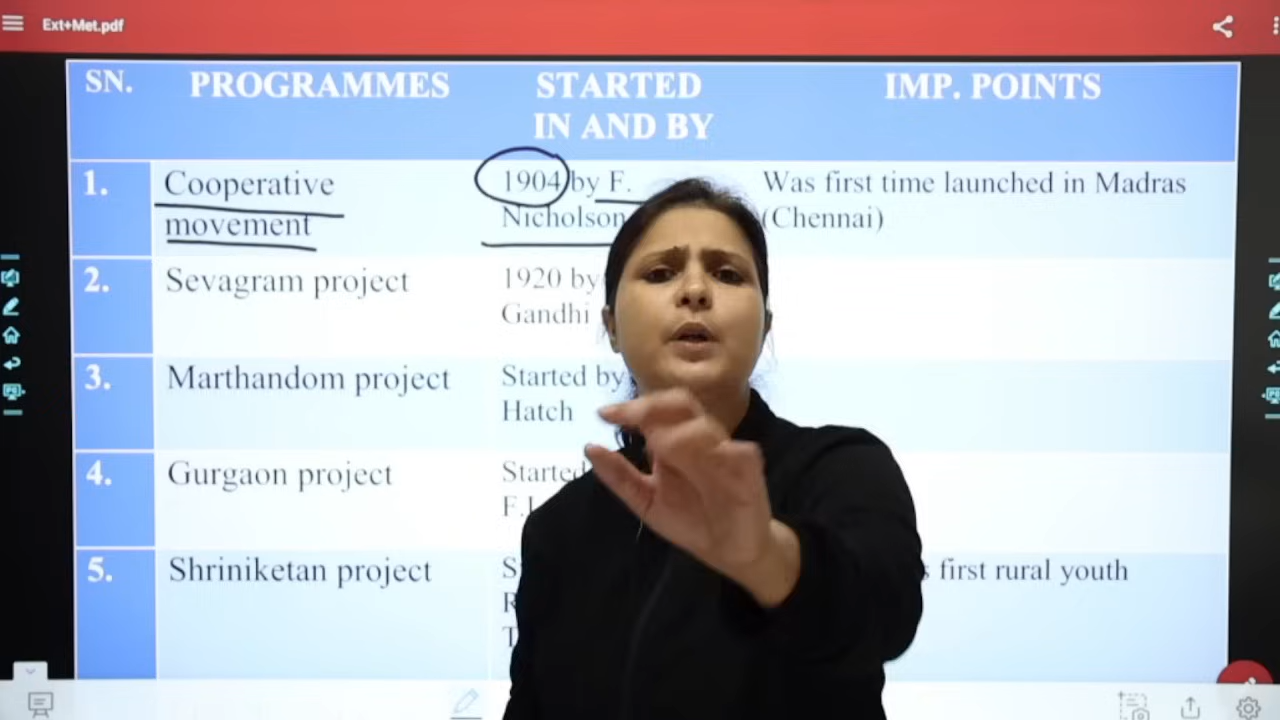 Ext+Met.pdf
SN. PROGRAMMES STARTED IN AND BY IMP. POINTS
1. Cooperative movement 1904 by F. Nicholson Was first time launched in Madras (Chennai)
2. Sevagram project 1920 by Gandhi
3. Marthandom project Started by Hatch
4. Gurgaon project Started
5. Shriniketan project first rural youth